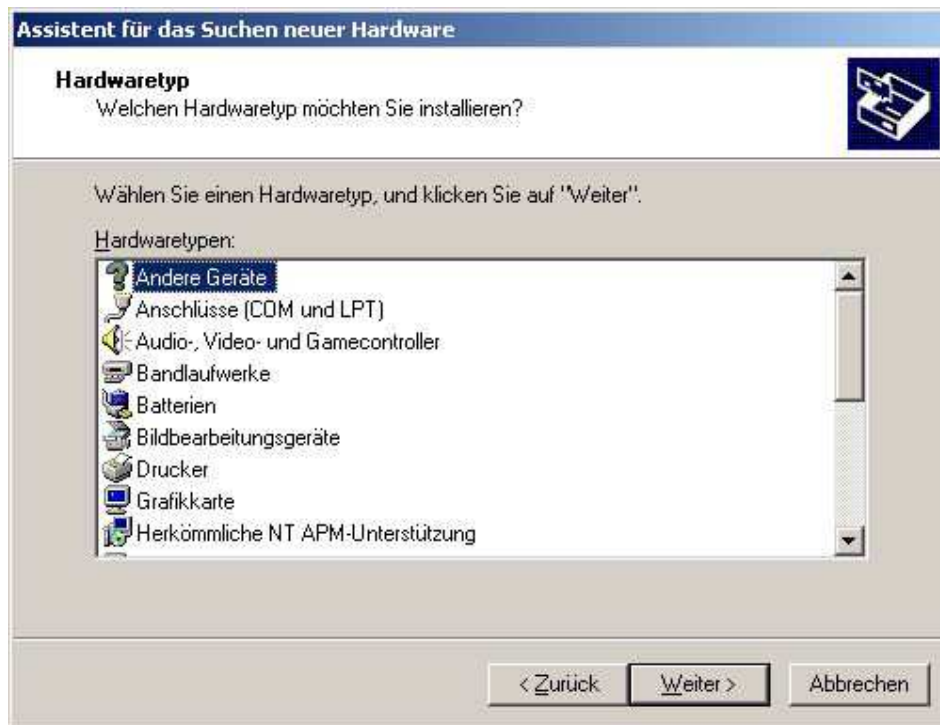 Assistent für das Suchen neuer Hardware
Hardwaretyp
Welchen Hardwaretyp möchten Sie installieren?
Wählen Sie einen Hardwaretyp, und klicken Sie auf "Weiter".
Hardwaretypen:
Andere Geräte
Anschlüsse (COM und LPT)
Audio-, Video- und Gamecontroller
Bandlaufwerke
Batterien
Bildbearbeitungsgeräte
Drucker
Grafikkarte
Herkömmliche NT APM-Unterstützung
< Zurück Weiter > Abbrechen